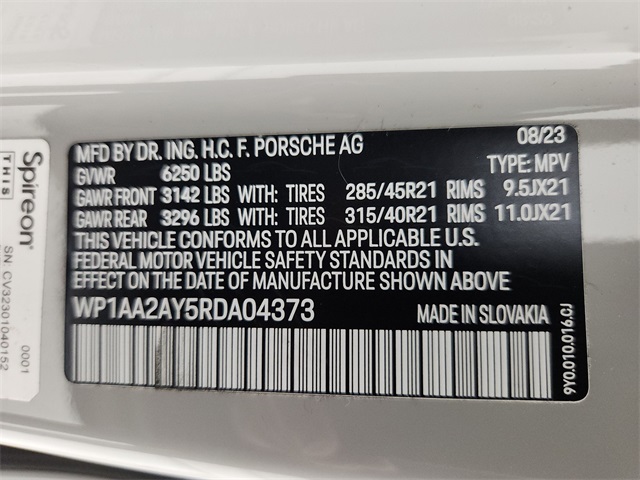 MFD BY DR. ING. H.C. F. PORSCHE AG 08/23
GVWR 6250 LBS TYPE: MPV
GAWR FRONT 3142 LBS WITH: TIRES 285/45R21 RIMS 9.5JX21
GAWR REAR 3296 LBS WITH: TIRES 315/40R21 RIMS 11.0JX21
THIS VEHICLE CONFORMS TO ALL APPLICABLE U.S.
FEDERAL MOTOR VEHICLE SAFETY STANDARDS IN
EFFECT ON THE DATE OF MANUFACTURE SHOWN ABOVE
WP1AA2AY5RDA04373 MADE IN SLOVAKIA
9Y0.010.016.CJ
THIS
Spireon
SN: CV32301040152
0001